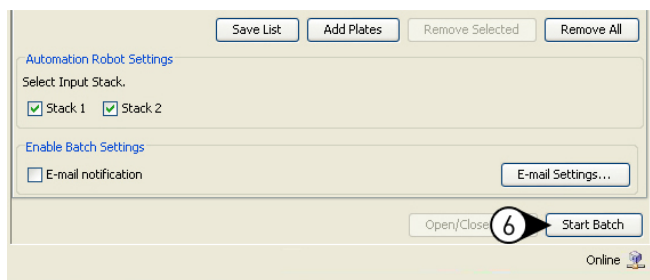 Save List Add Plates Remove Selected Remove All
Automation Robot Settings
Select Input Stack.
Stack 1 Stack 2
Enable Batch Settings
E-mail notification E-mail Settings...
Open/Close 6 Start Batch
Online